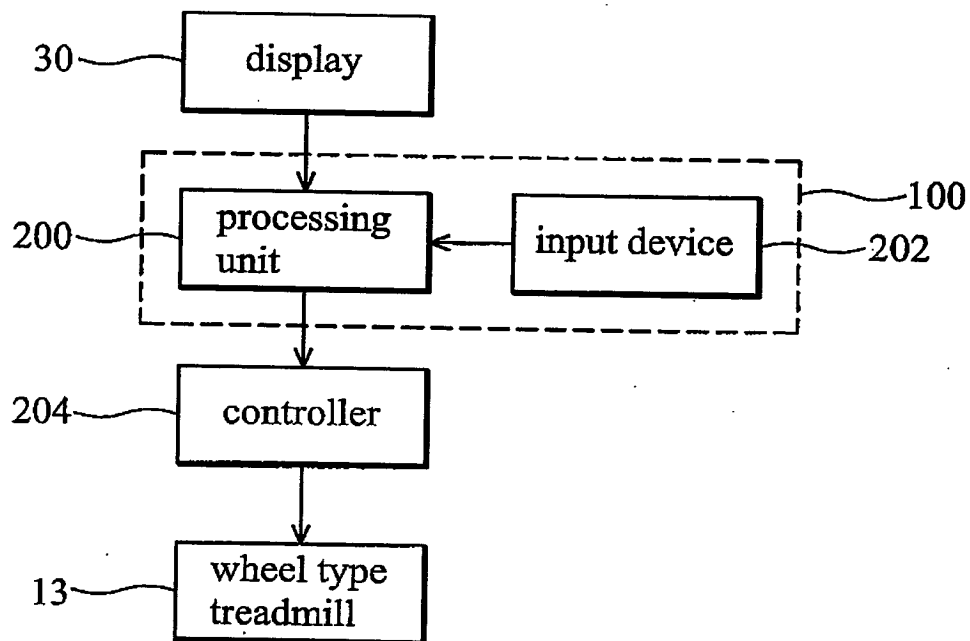 30
display
100
200
processing
unit
input device
202
204
controller
13
wheel type
treadmill